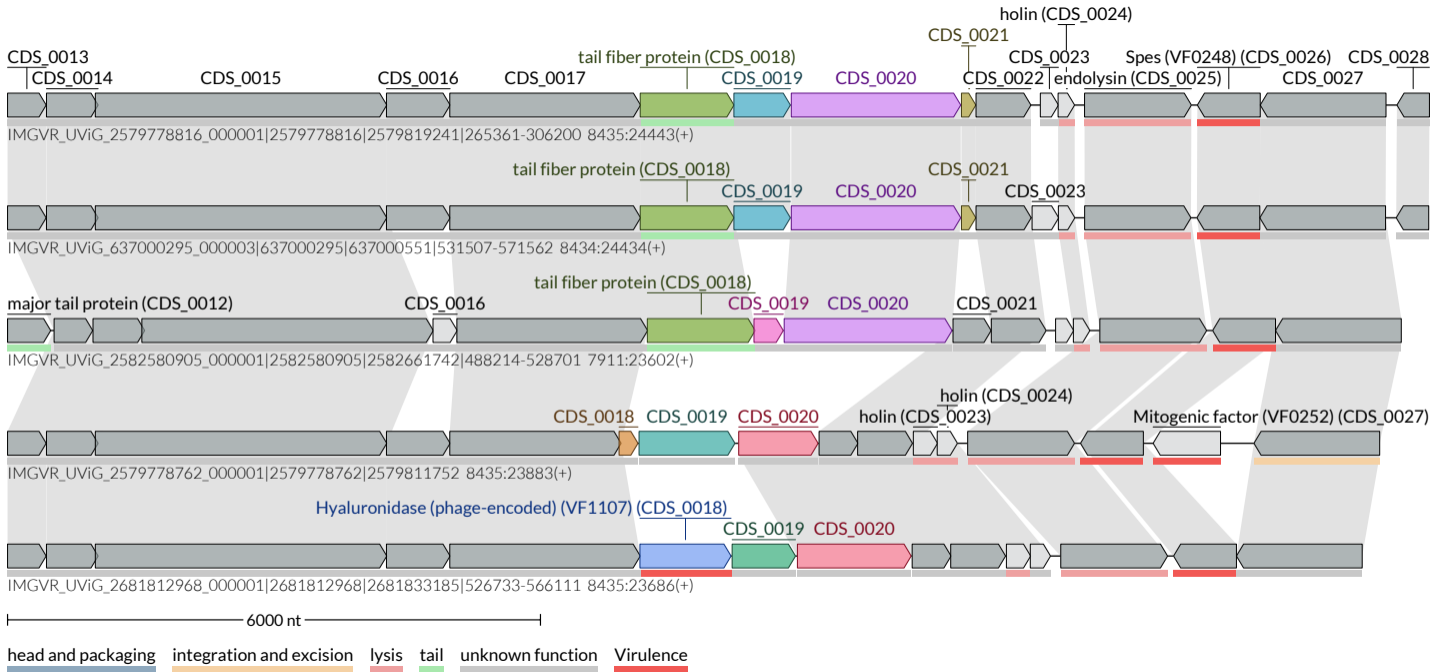 holin (CDS_0024)
CDS_0021
CDS_0013 tail fiber protein (CDS_0018) CDS_0023 Spes (VF0248) (CDS_0026) CDS_0028
CDS_0014 CDS_0015 CDS_0016 CDS_0017 CDS_0019 CDS_0020 CDS_0022 endolysin (CDS_0025) CDS_0027
IMGVR_UViG_2579778816_000001|2579778816|2579819241|265361-306200 8435:24443(+)
tail fiber protein (CDS_0018) CDS_0021
CDS_0019 CDS_0020 CDS_0023
IMGVR_UViG_637000295_000003|637000295|637000551|531507-571562 8434:24434(+)
tail fiber protein (CDS_0018)
major tail protein (CDS_0012) CDS_0016 CDS_0019 CDS_0020 CDS_0021
IMGVR_UViG_2582580905_000001|2582580905|2582661742|488214-528701 7911:23602(+)
holin (CDS_0024)
CDS_0018 CDS_0019 CDS_0020 holin (CDS_0023) Mitogenic factor (VF0252) (CDS_0027)
IMGVR_UViG_2579778762_000001|2579778762|2579811752 8435:23883(+)
Hyaluronidase (phage-encoded) (VF1107) (CDS_0018)
CDS_0019 CDS_0020
IMGVR_UViG_2681812968_000001|2681812968|2681833185|526733-566111 8435:23686(+)
6000 nt
head and packaging integration and excision lysis tail unknown function Virulence